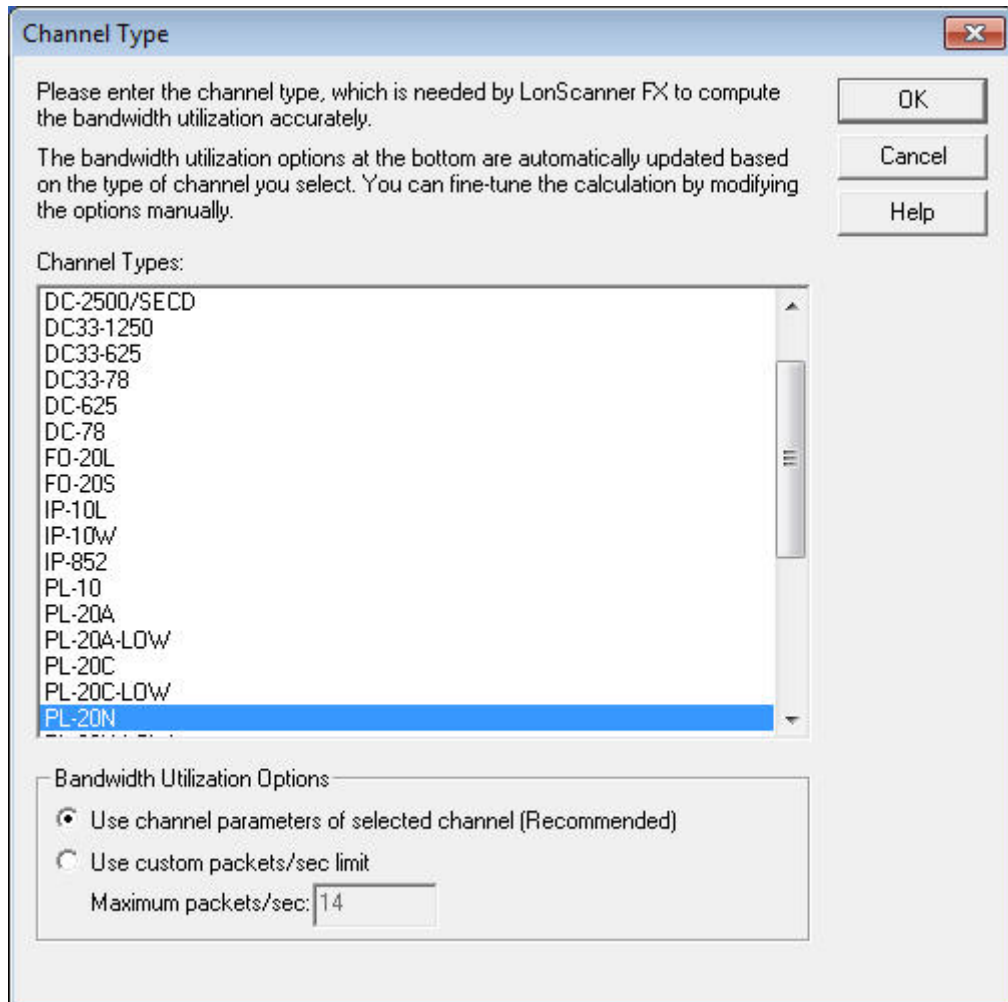 Channel Type
Please enter the channel type, which is needed by LonScanner FX to compute
the bandwidth utilization accurately.
The bandwidth utilization options at the bottom are automatically updated based
on the type of channel you select. You can fine-tune the calculation by modifying
the options manually.
OK
Cancel
Help
Channel Types:
DC-2500/SECD
DC33-1250
DC33-625
DC33-78
DC-625
DC-78
FO-20L
FO-20S
IP-10L
IP-10W
IP-852
PL-10
PL-20A
PL-20A-LOW
PL-20C
PL-20C-LOW
PL-20N
Bandwidth Utilization Options
Use channel parameters of selected channel (Recommended)
Use custom packets/sec limit
Maximum packets/sec: 14